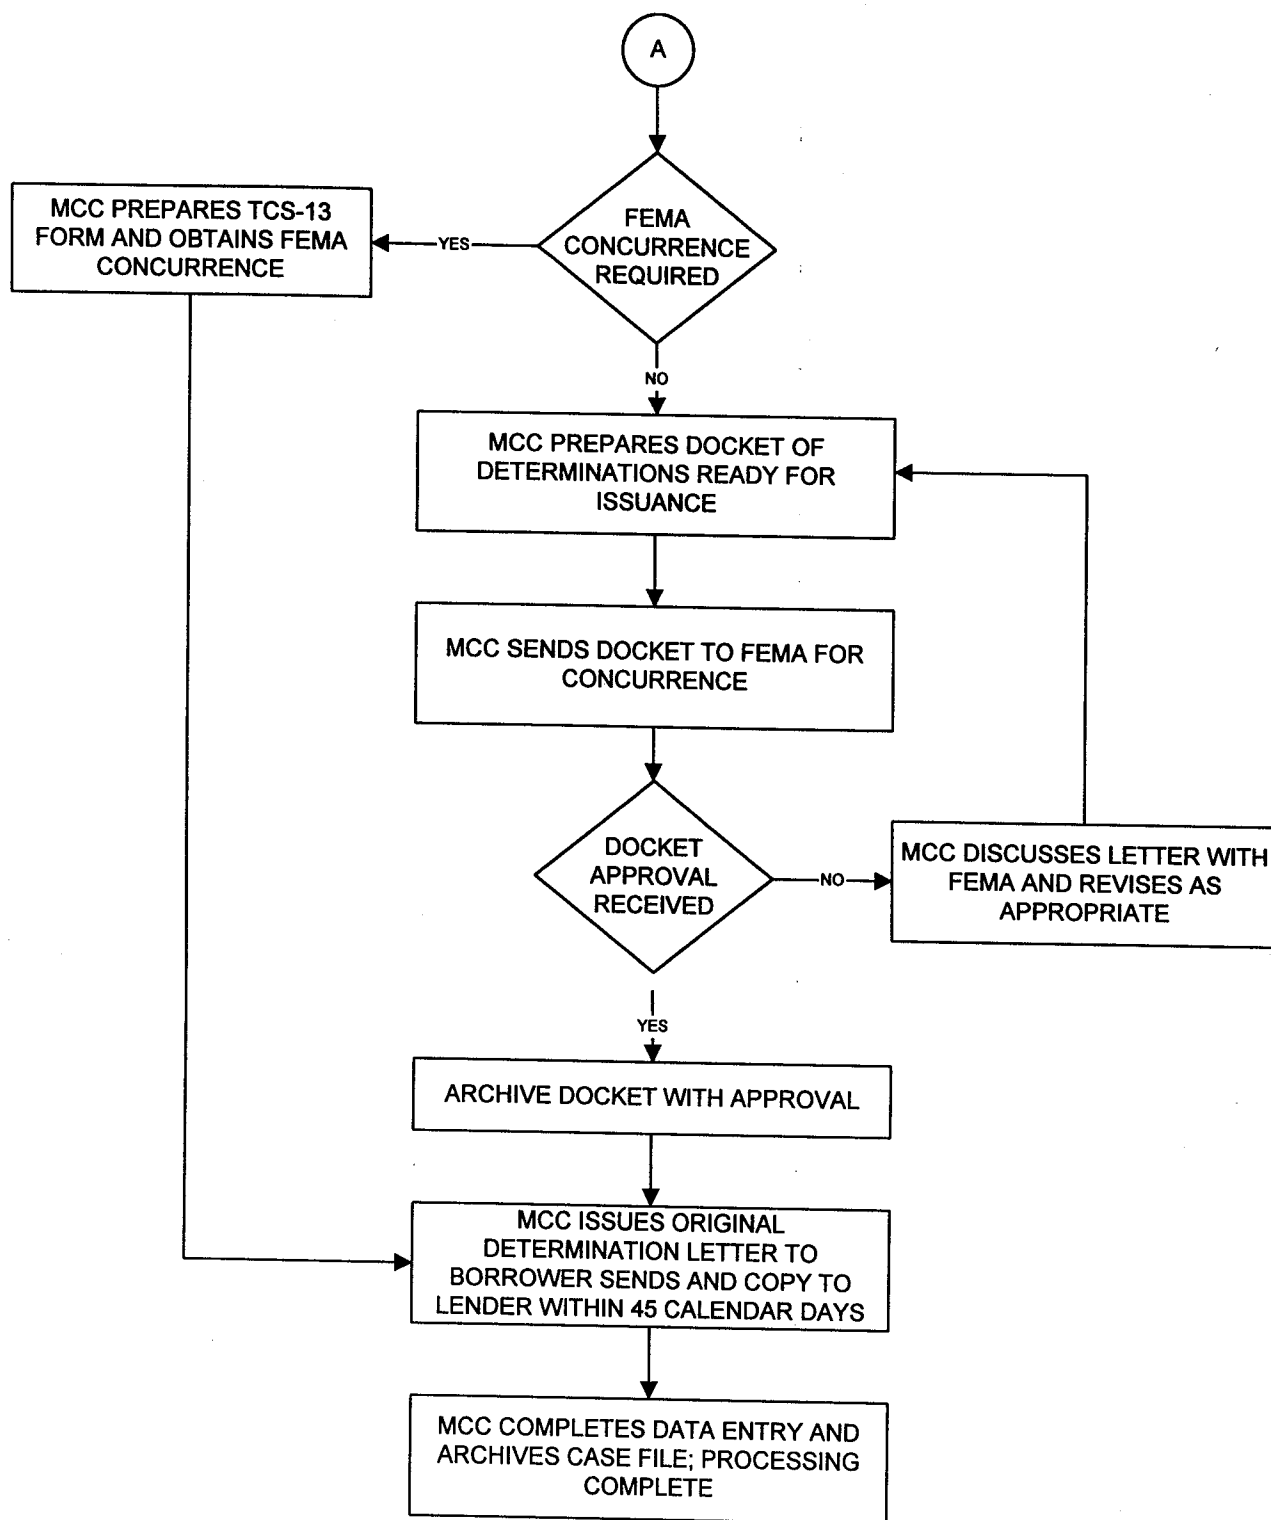 A
FEMA
CONCURRENCE
REQUIRED
YES
MCC PREPARES TCS-13
FORM AND OBTAINS FEMA
CONCURRENCE
NO
MCC PREPARES DOCKET OF
DETERMINATIONS READY FOR
ISSUANCE
MCC SENDS DOCKET TO FEMA FOR
CONCURRENCE
DOCKET
APPROVAL
RECEIVED
NO
MCC DISCUSSES LETTER WITH
FEMA AND REVISES AS
APPROPRIATE
YES
ARCHIVE DOCKET WITH APPROVAL
MCC ISSUES ORIGINAL
DETERMINATION LETTER TO
BORROWER SENDS AND COPY TO
LENDER WITHIN 45 CALENDAR DAYS
MCC COMPLETES DATA ENTRY AND
ARCHIVES CASE FILE; PROCESSING
COMPLETE